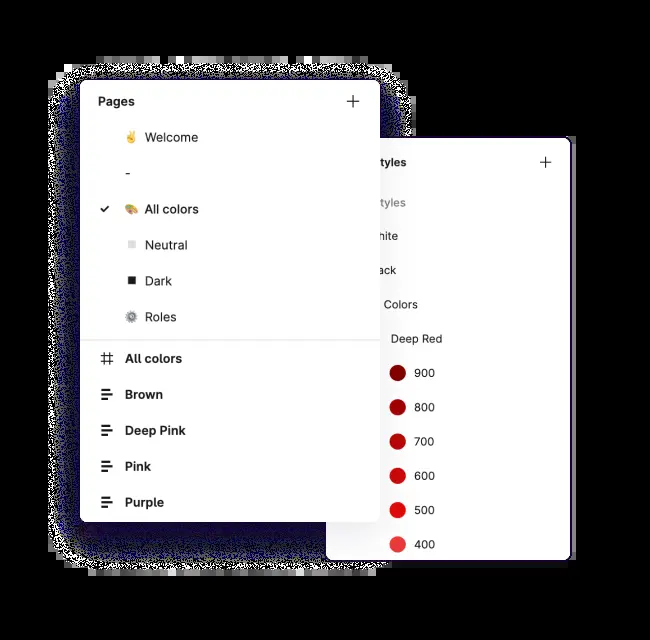 Pages
Welcome
-
All colors
Neutral
Dark
Roles
All colors
Brown
Deep Pink
Pink
Purple
tyles
tyles
hite
ack
Colors
Deep Red
900
800
700
600
500
400